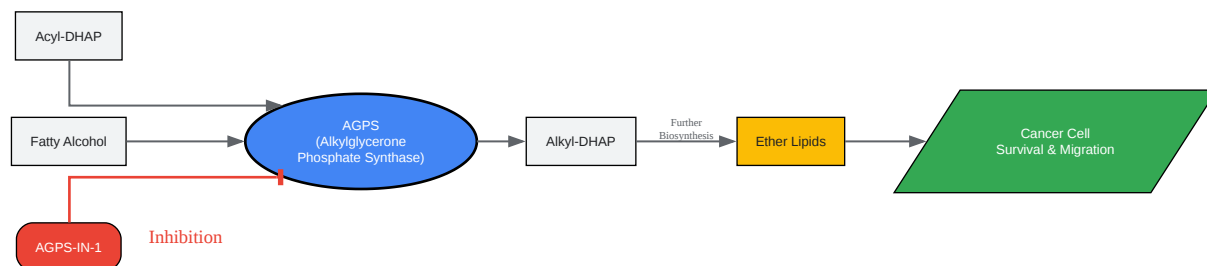 Acyl-DHAP
Fatty Alcohol
AGPS
(Alkylglycerone
Phosphate Synthase)
Alkyl-DHAP
Further
Biosynthesis
Ether Lipids
Cancer Cell
Survival & Migration
AGPS-IN-1
Inhibition